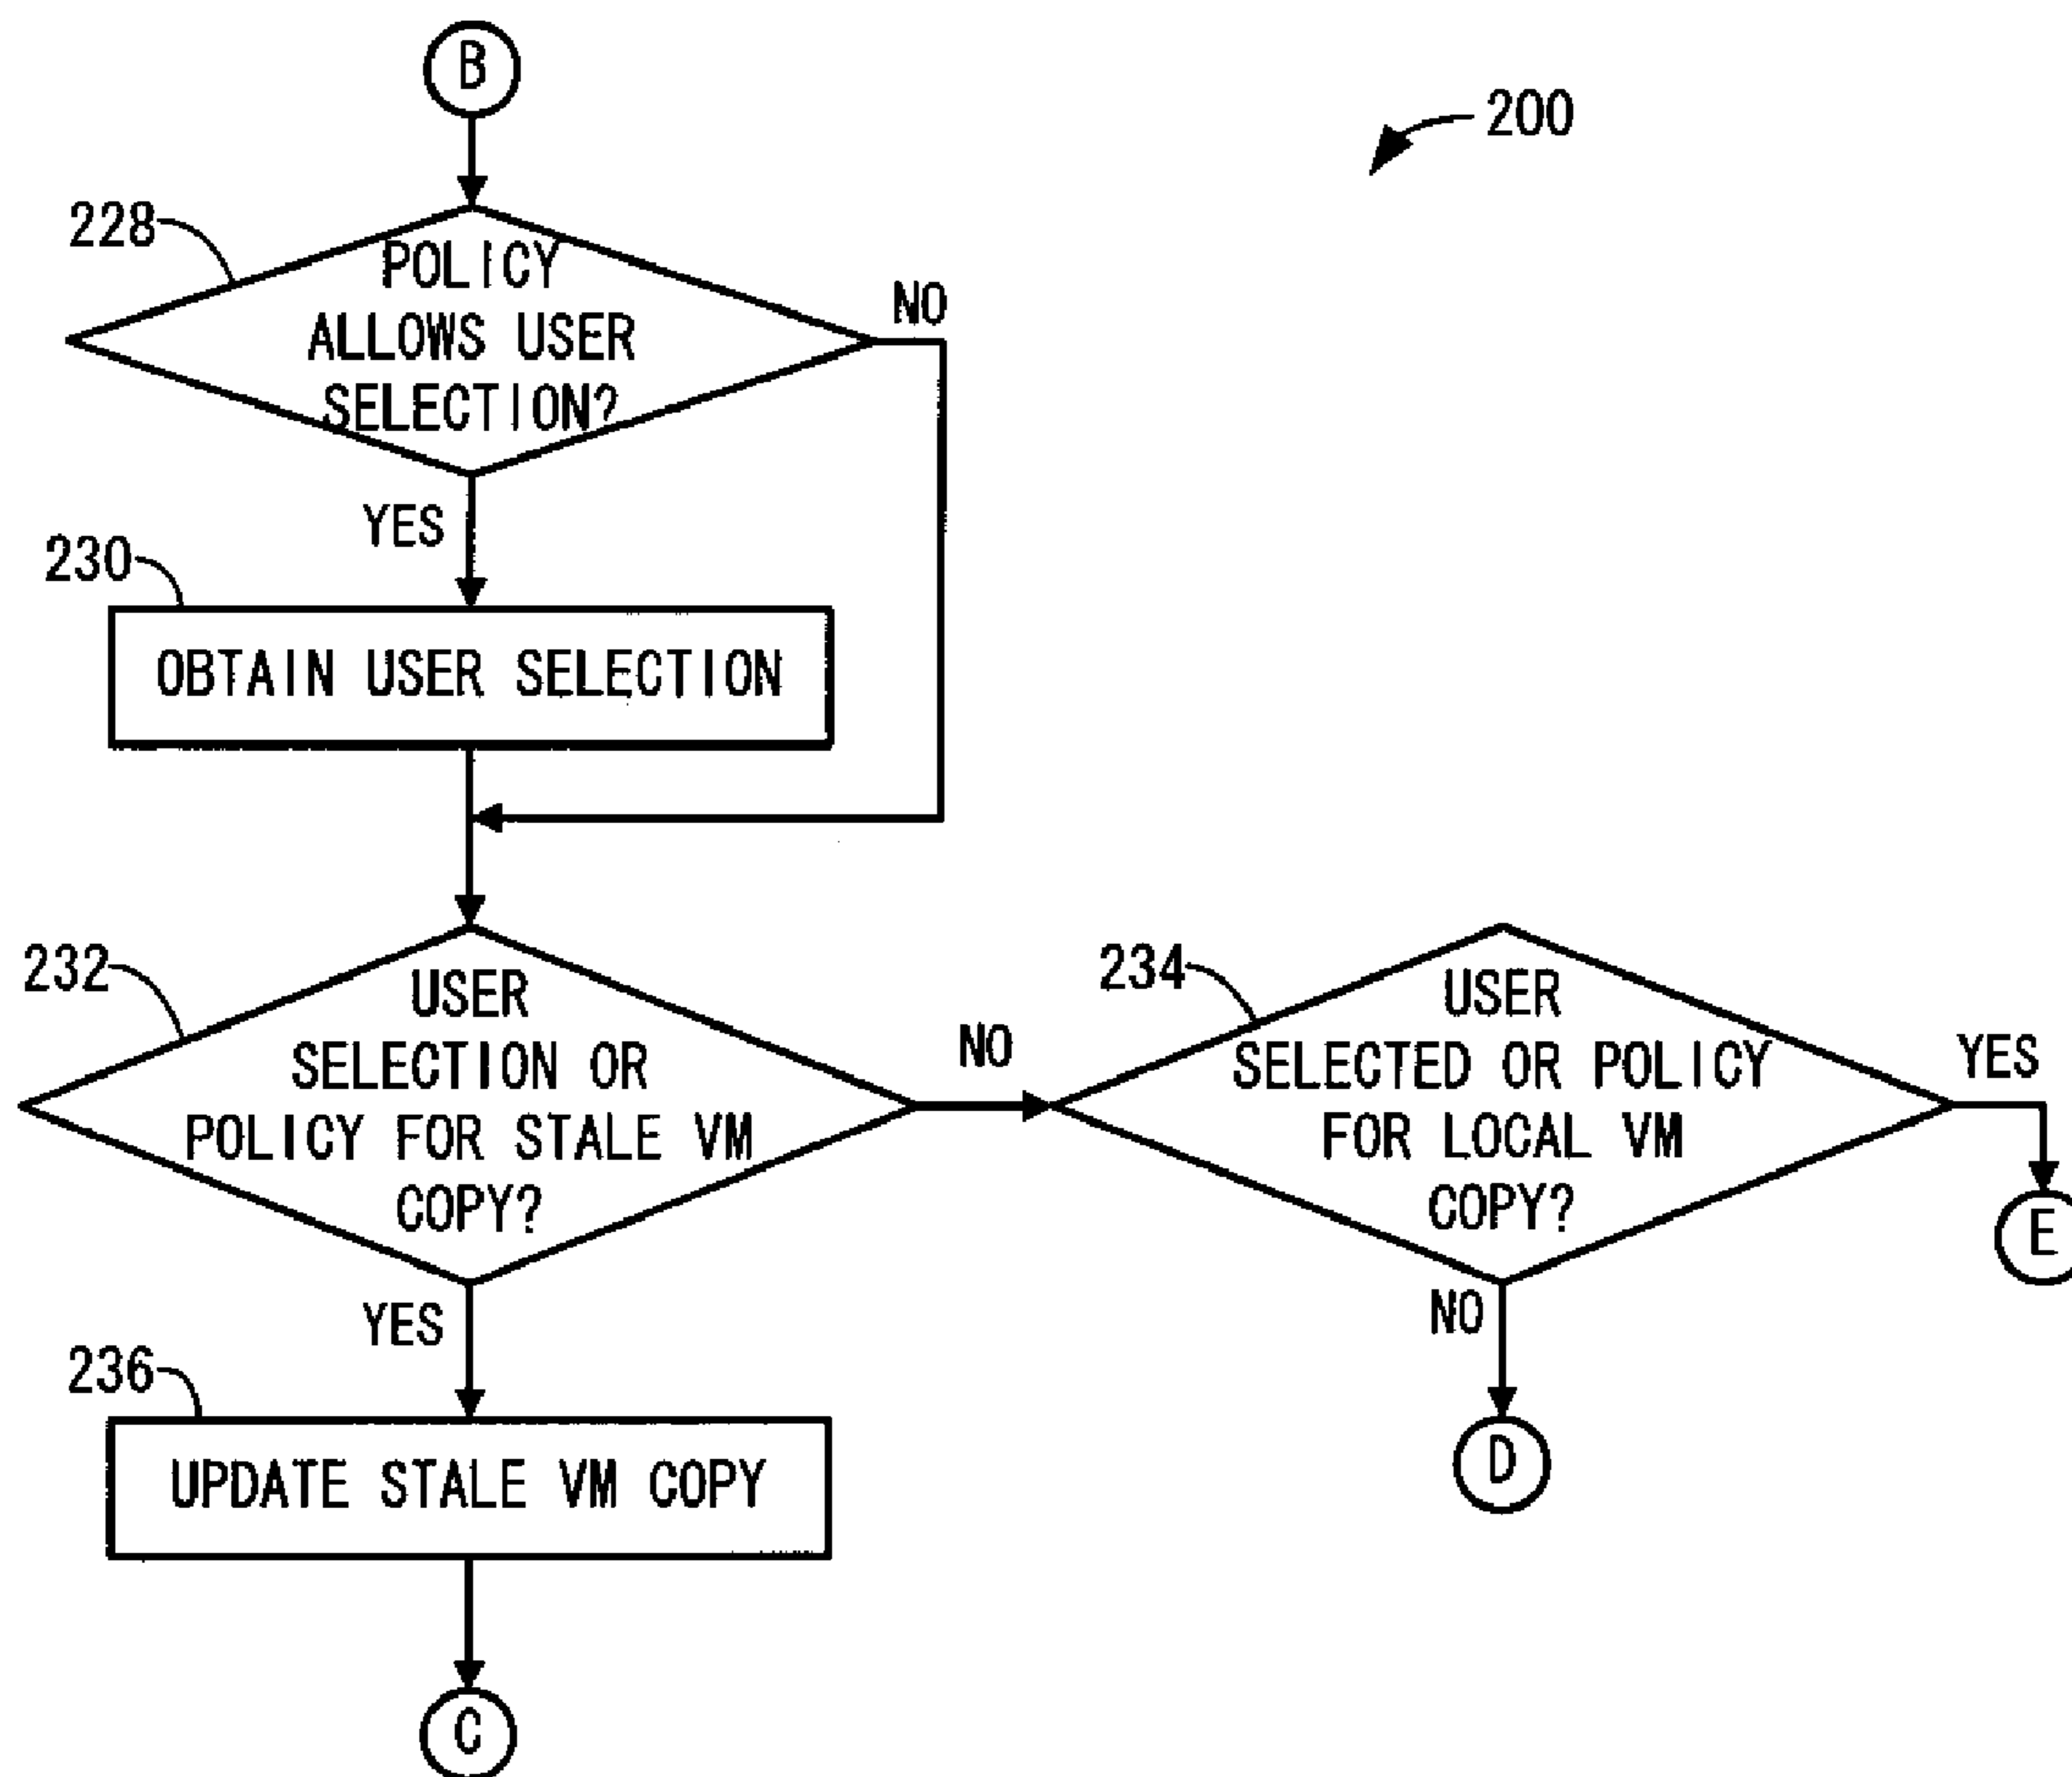 B
200
228
POLICY
ALLOWS USER
SELECTION?
NO
YES
230
OBTAIN USER SELECTION
232
USER
SELECTION OR
POLICY FOR STALE VM
COPY?
NO
234
USER
SELECTED OR POLICY
FOR LOCAL VM
COPY?
YES
E
NO
D
YES
236
UPDATE STALE VM COPY
C